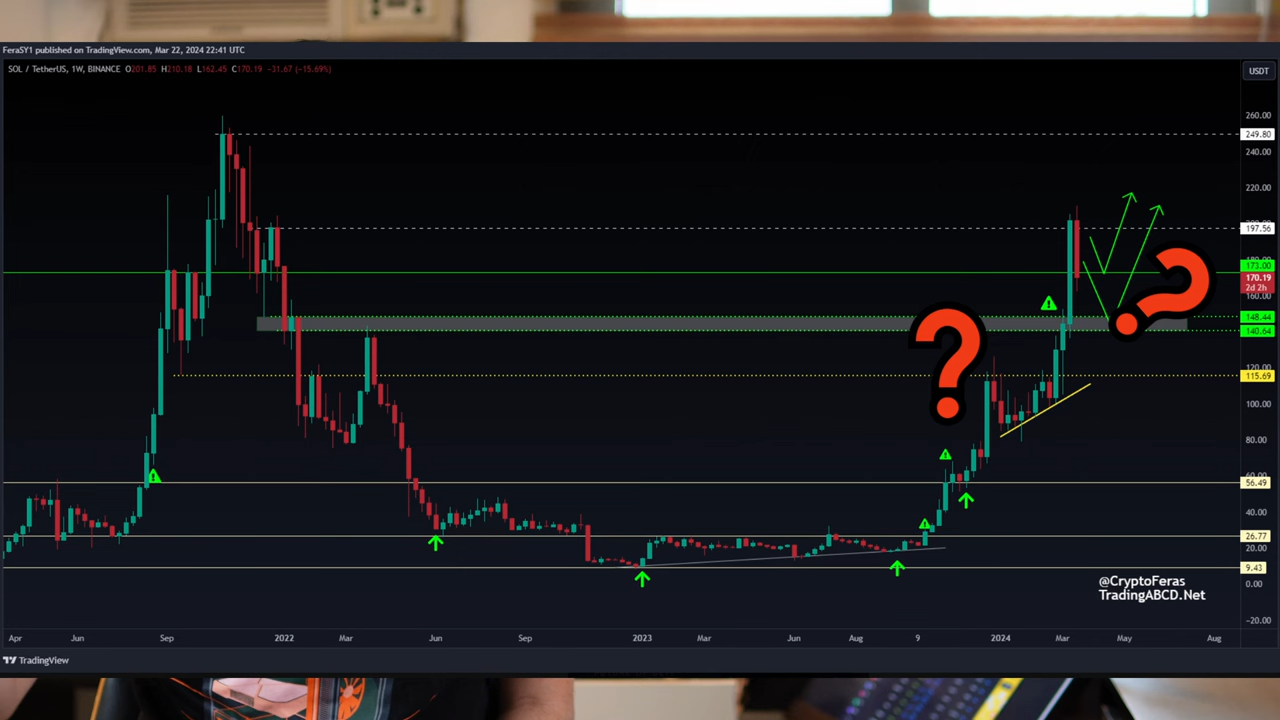 FeraSY1 published on TradingView.com, Mar 22, 2024 22:41 UTC
SOL / TetherUS, 1W, BINANCE O201.85 H210.18 L162.45 C170.19 -31.67 (-15.69%)
USDT
260.00
249.80
240.00
220.00
197.56
173.00
170.19
2d 2h
160.00
148.44
140.64
120.00
115.69
100.00
80.00
56.49
40.00
26.77
20.00
9.43
0.00
-20.00
?
?
@CryptoFeras
TradingABCD.Net
Apr Jun Sep 2022 Mar Jun Sep 2023 Mar Jun Aug 9 2024 Mar May Aug
TradingView